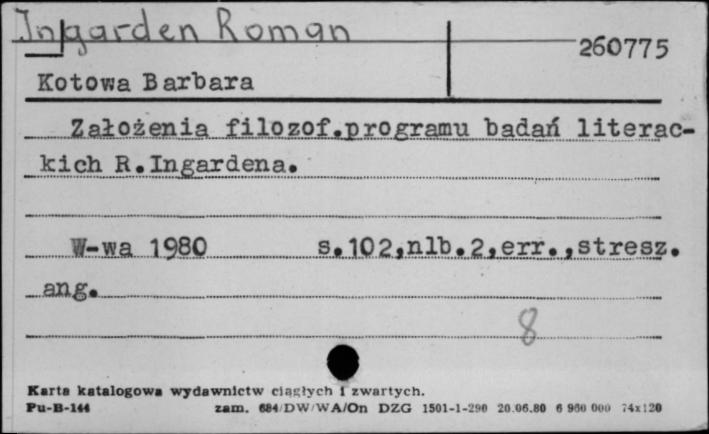 Ingarden Roman
260775
Kotowa Barbara
Założenia filozof.programu badań literac-
kich R.Ingardena.
W-wa 1980 s.102,nlb.2,err.,stresz.
ang.
8
Karta katalogowa wydawnictw ciągłych i zwartych.
Pu-B-144 zam. 684/DW/WA/On DZG 1501-1-290 20.06.80 6 960 000 74x120